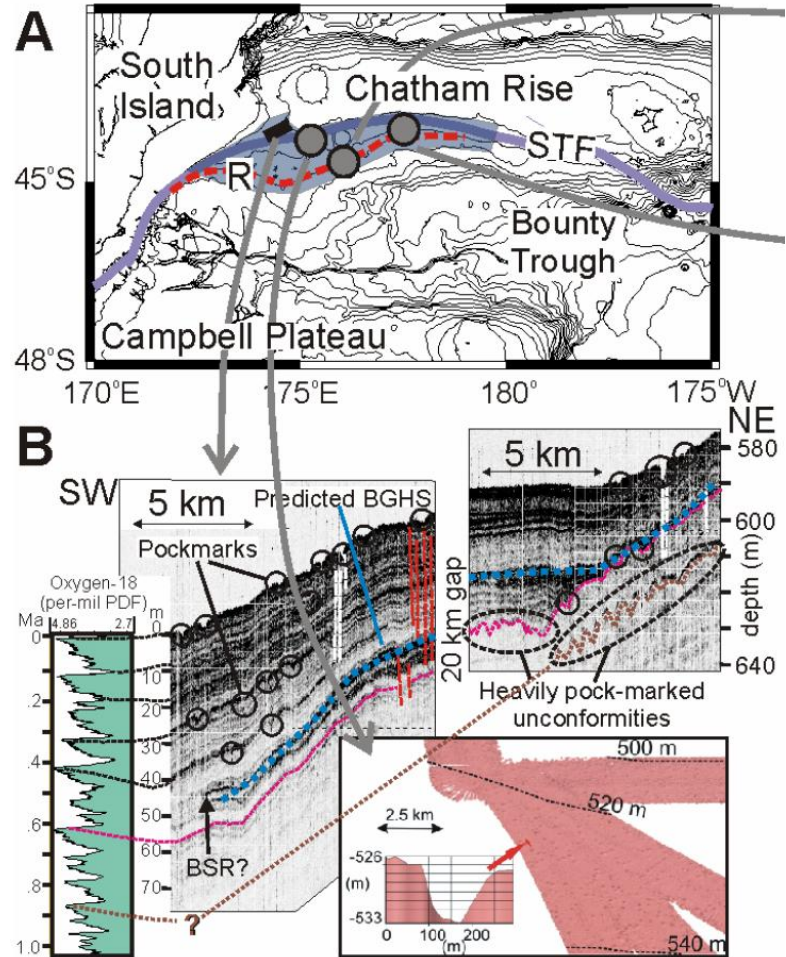 A
South
Island
Chatham Rise
R
STF
45°S
Bounty
Trough
Campbell Plateau
48°S
170°E
175°E
180°
175°W
B
SW
5 km
Predicted BGHS
Pockmarks
NE
5 km
580
600
depth (m)
640
20 km gap
Heavily pock-marked
unconformities
Oxygen-18
(per-mil PDF)
Ma
4.86
2.7
m
0
.2
.4
.6
.8
1.0
0
10
20
30
40
50
60
70
BSR?
?
500 m
520 m
540 m
2.5 km
-526
(m)
-533
0
100
200
(m)